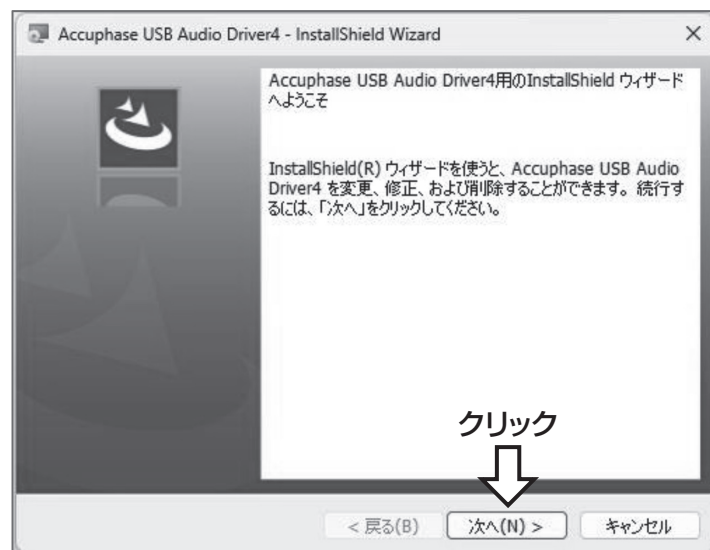 Accuphase USB Audio Driver4 - InstallShield Wizard
Accuphase USB Audio Driver4用のInstallShield ウィザード
へようこそ
InstallShield(R) ウィザードを使うと、Accuphase USB Audio
Driver4 を変更、修正、および削除することができます。続行す
るには、「次へ」をクリックしてください。
クリック
< 戻る(B)
次へ(N) >
キャンセル